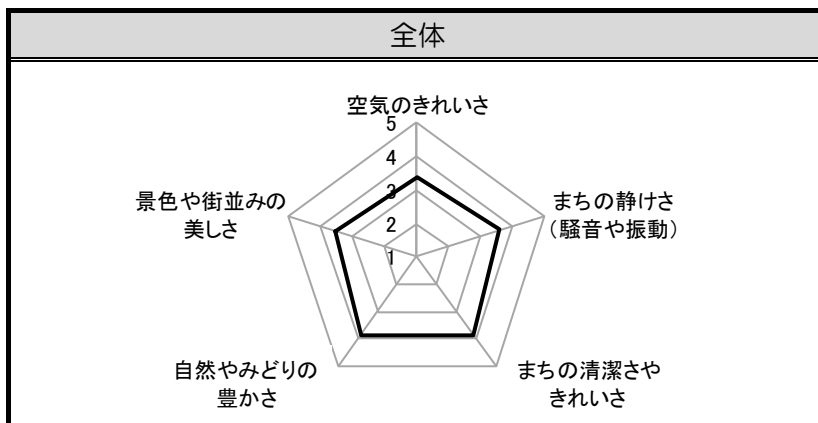 全体
空気のきれいさ
5
4
3
2
1
まちの静けさ
（騒音や振動）
まちの清潔さや
きれいさ
自然やみどりの
豊かさ
景色や街並みの
美しさ